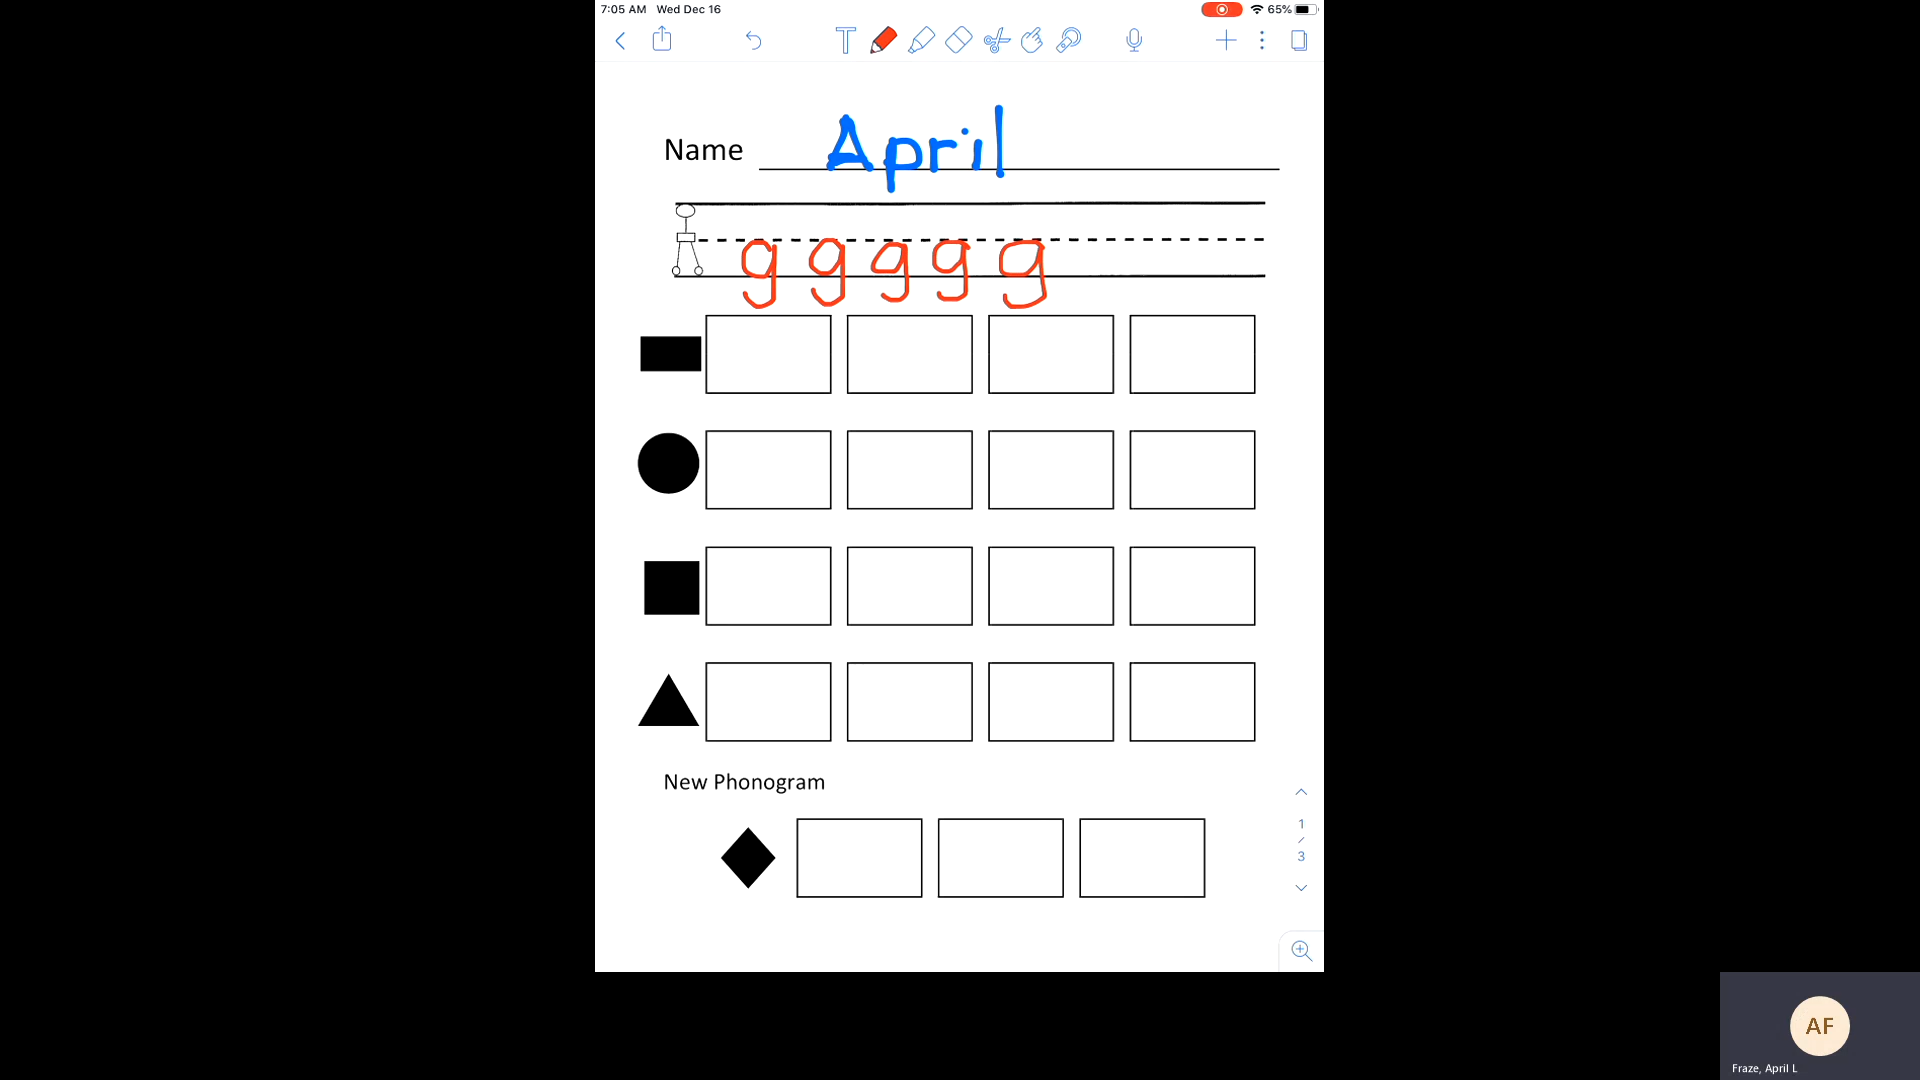 7:05 AM Wed Dec 16
65%
T
Name April
g g g g g
New Phonogram
1
/
3
AF
Fraze, April L